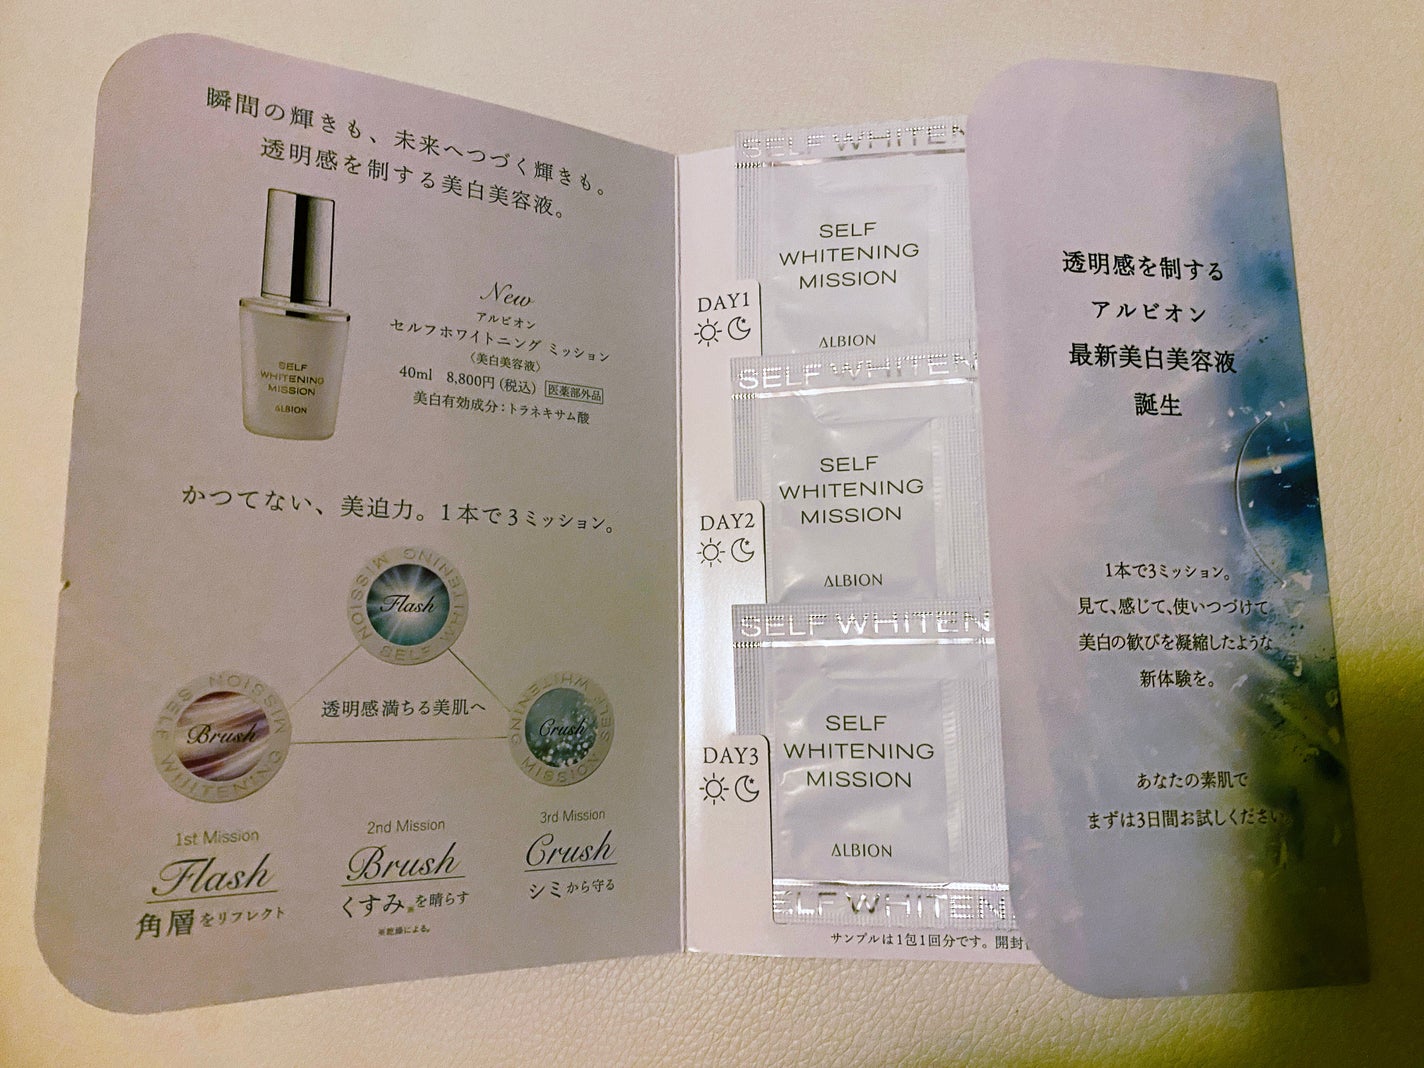 瞬間の輝きも、未来へつづく輝きも。
透明感を制する美白美容液。
SELF
WHITENING
MISSION
ALBION
New
アルビオン
セルフホワイトニング ミッション
〈美白美容液〉
40ml 8,800円(税込) 医薬部外品
美白有効成分：トラネキサム酸
かつてない、美迫力。1本で3ミッション。
SELF WHITENING MISSION
Flash
SELF WHITENING MISSION
Brush
SELF WHITENING MISSION
Crush
透明感満ちる美肌へ
1st Mission
Flash
角層をリフレクト
2nd Mission
Brush
くすみ※を晴らす
※乾燥による。
3rd Mission
Crush
シミから守る
DAY1
SELF WHITEN
SELF
WHITENING
MISSION
ALBION
DAY2
SELF WHITEN
SELF
WHITENING
MISSION
ALBION
DAY3
SELF WHITEN
SELF
WHITENING
MISSION
ALBION
SELF WHITEN
サンプルは1包1回分です。開封
透明感を制する
アルビオン
最新美白美容液
誕生
1本で3ミッション。
見て、感じて、使いつづけて
美白の歓びを凝縮したような
新体験を。
あなたの素肌で
まずは3日間お試しください。